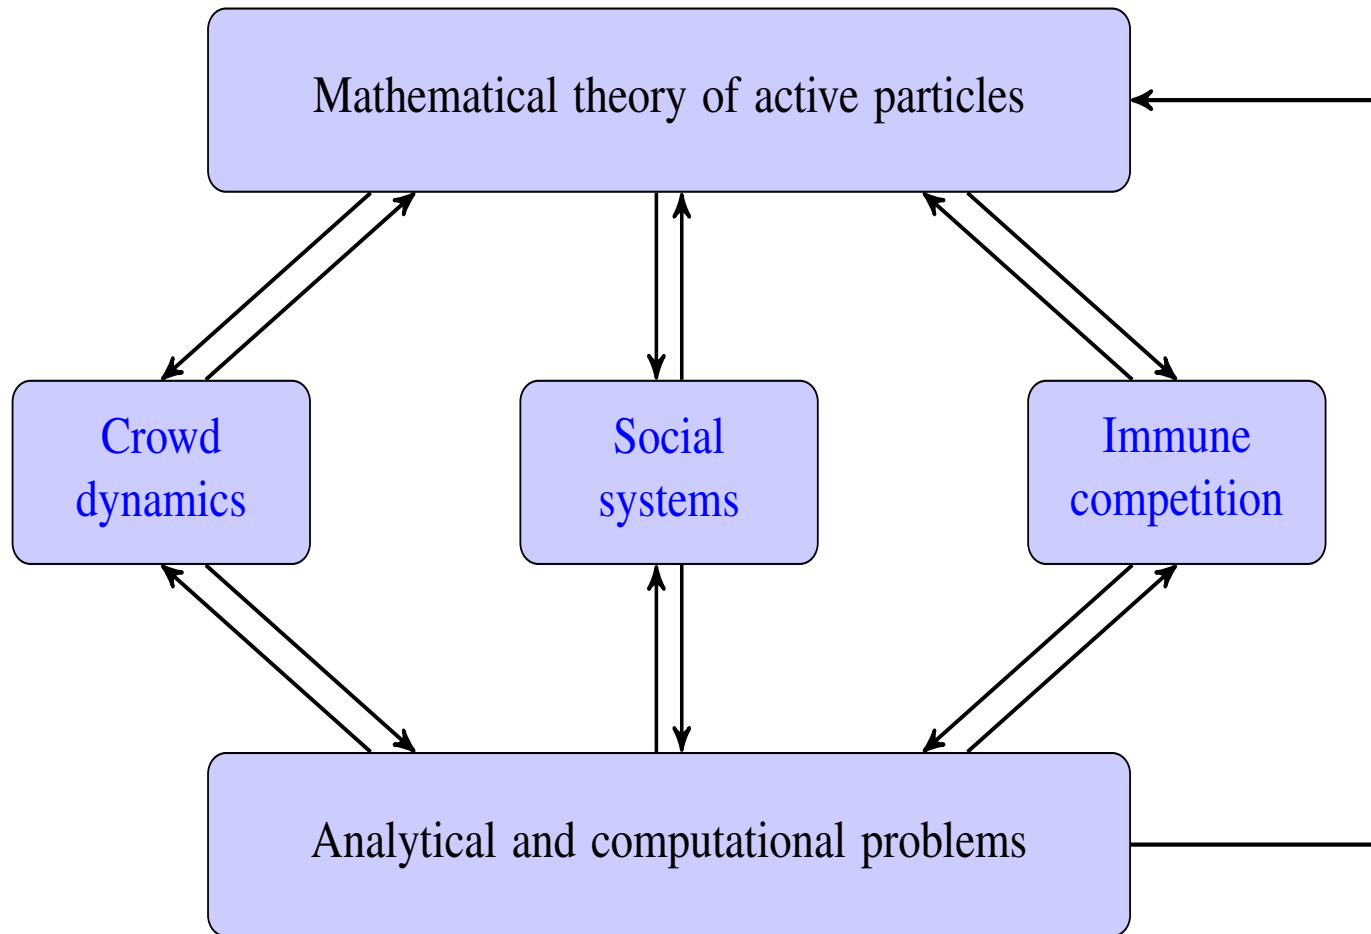 Mathematical theory of active particles
Crowd
dynamics
Social
systems
Immune
competition
Analytical and computational problems